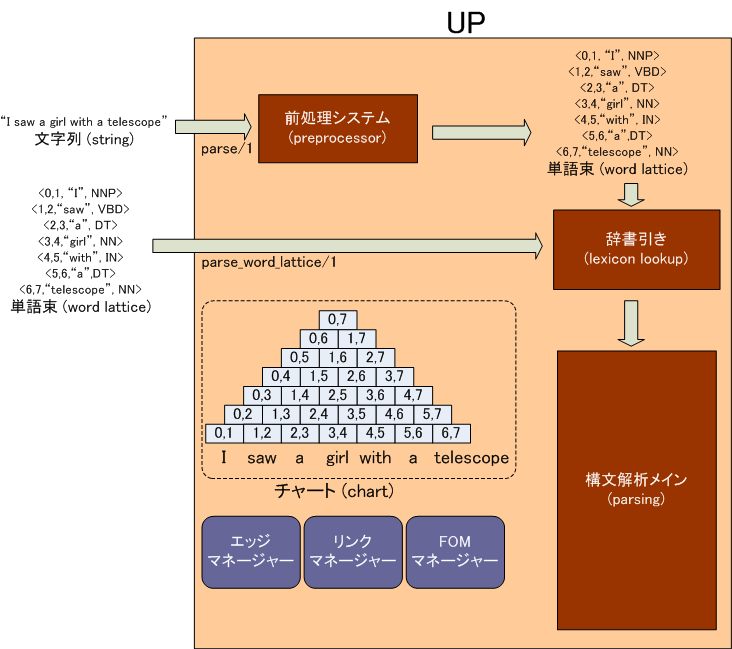 UP
“I saw a girl with a telescope”
文字列 (string)
parse/1
前処理システム
(preprocessor)
<0,1, “I”, NNP>
<1,2,“saw”, VBD>
<2,3,“a”, DT>
<3,4,“girl”, NN>
<4,5,“with”, IN>
<5,6,“a”,DT>
<6,7,“telescope”, NN>
単語束 (word lattice)
<0,1, “I”, NNP>
<1,2,“saw”, VBD>
<2,3,“a”, DT>
<3,4,“girl”, NN>
<4,5,“with”, IN>
<5,6,“a”,DT>
<6,7,“telescope”, NN>
単語束 (word lattice)
parse_word_lattice/1
辞書引き
(lexicon lookup)
0,7
0,6 1,7
0,5 1,6 2,7
0,4 1,5 2,6 3,7
0,3 1,4 2,5 3,6 4,7
0,2 1,3 2,4 3,5 4,6 5,7
0,1 1,2 2,3 3,4 4,5 5,6 6,7
I saw a girl with a telescope
チャート (chart)
構文解析メイン
(parsing)
エッジ
マネージャー
リンク
マネージャー
FOM
マネージャー